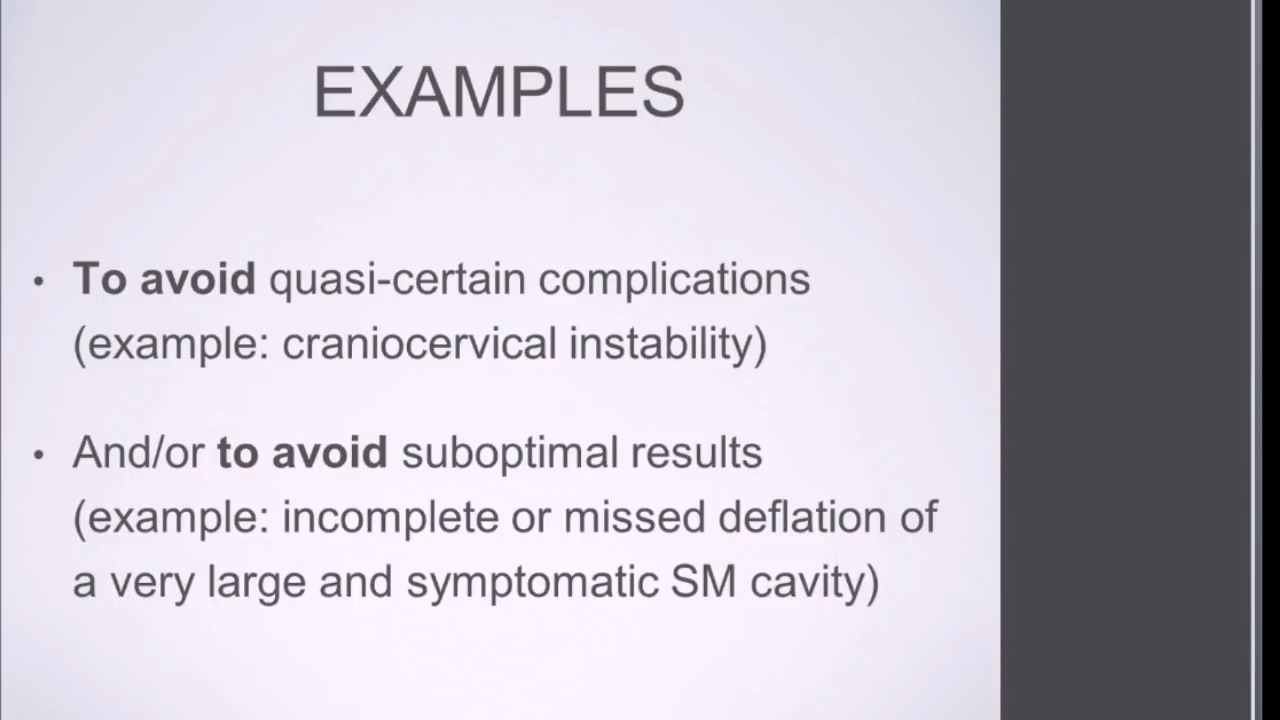 EXAMPLES
• To avoid quasi-certain complications
(example: craniocervical instability)
• And/or to avoid suboptimal results
(example: incomplete or missed deflation of
a very large and symptomatic SM cavity)